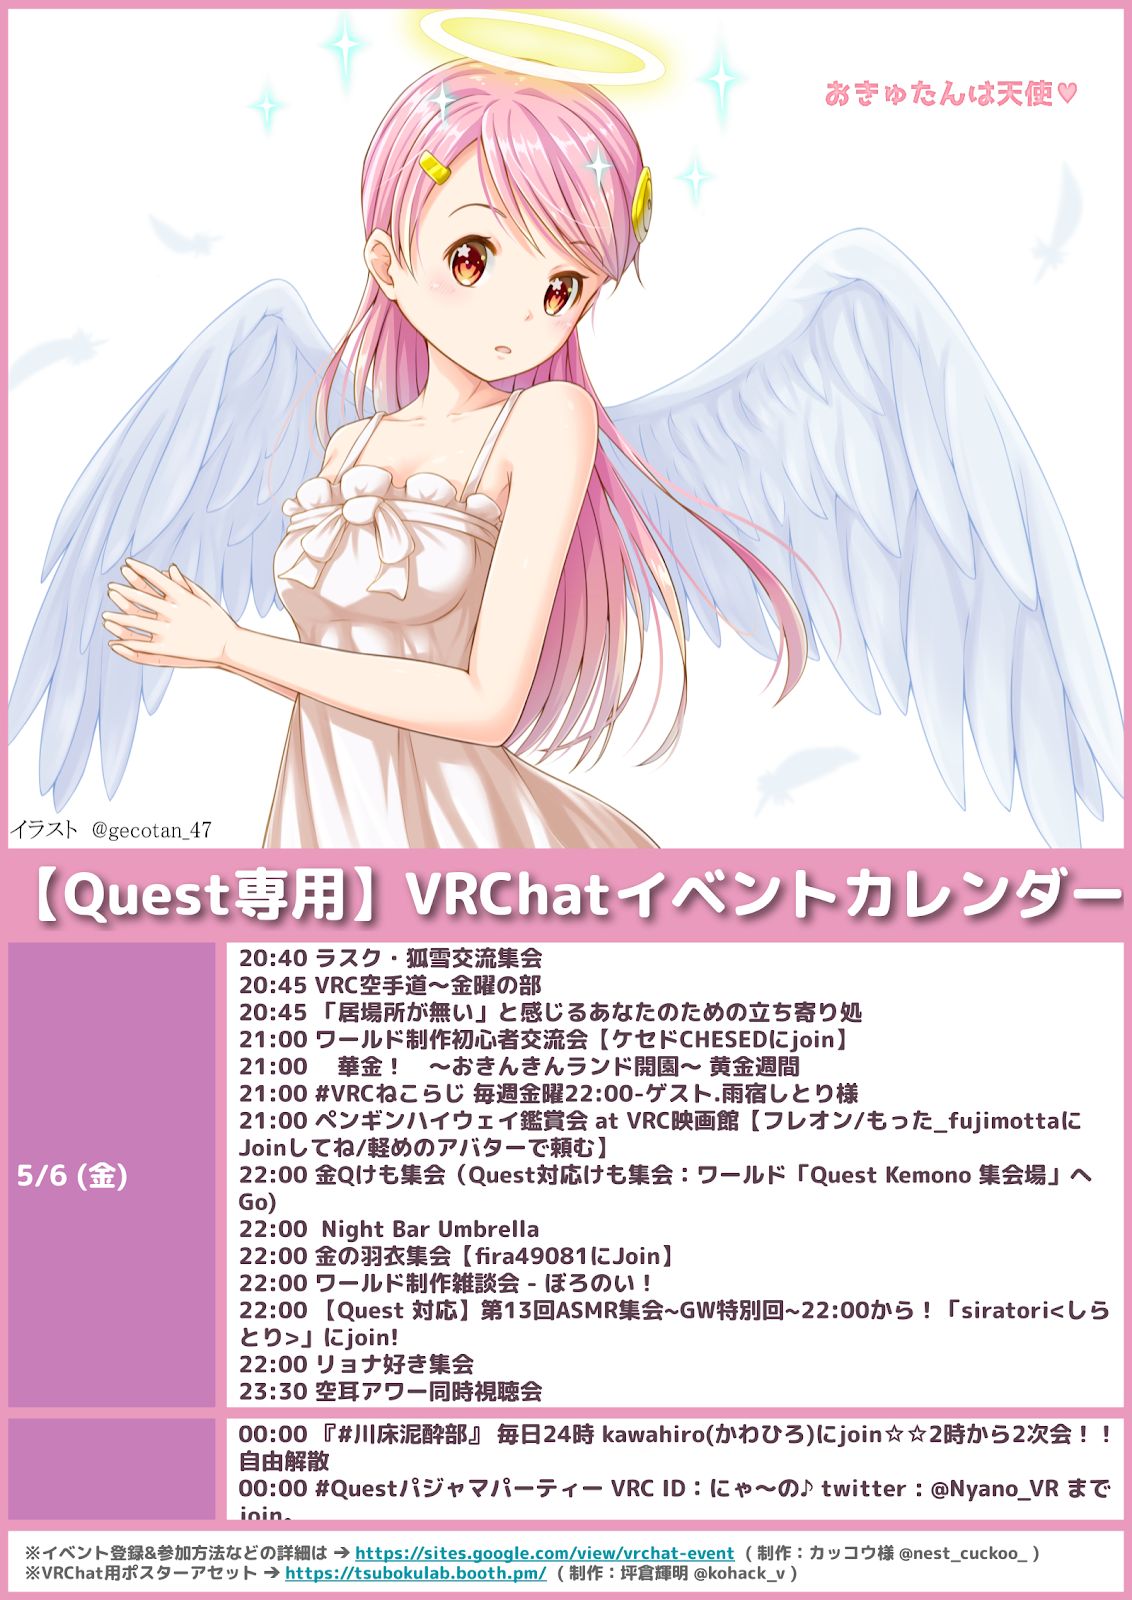 おきゅたんは天使♥
イラスト @gecotan_47
【Quest専用】VRChatイベントカレンダー
5/6 (金)
20:40 ラスク・狐雪交流集会
20:45 VRC空手道～金曜の部
20:45 「居場所が無い」と感じるあなたのための立ち寄り処
21:00 ワールド制作初心者交流会【ケセドCHESEDにjoin】
21:00　華金！　～おきんきんランド開園～ 黄金週間
21:00 #VRCねこらじ 毎週金曜22:00-ゲスト.雨宿しとり様
21:00 ペンギンハイウェイ鑑賞会 at VRC映画館【フレオン/もった_fujimottaに
Joinしてね/軽めのアバターで頼む】
22:00 金Qけも集会（Quest対応けも集会：ワールド「Quest Kemono 集会場」へ
Go)
22:00 Night Bar Umbrella
22:00 金の羽衣集会【fira49081にJoin】
22:00 ワールド制作雑談会 - ぼろのい！
22:00 【Quest 対応】第13回ASMR集会~GW特別回~22:00から！「siratori<しら
とり>」にjoin!
22:00 リョナ好き集会
23:30 空耳アワー同時視聴会
00:00 『#川床泥酔部』 毎日24時 kawahiro(かわひろ)にjoin☆☆2時から2次会！！
自由解散
00:00 #Questパジャマパーティー VRC ID：にゃ～の♪ twitter : @Nyano_VR まで
join。
※イベント登録&参加方法などの詳細は → https://sites.google.com/view/vrchat-event ( 制作：カッコウ様 @nest_cuckoo_ )
※VRChat用ポスターアセット → https://tsubokulab.booth.pm/ ( 制作：坪倉輝明 @kohack_v )